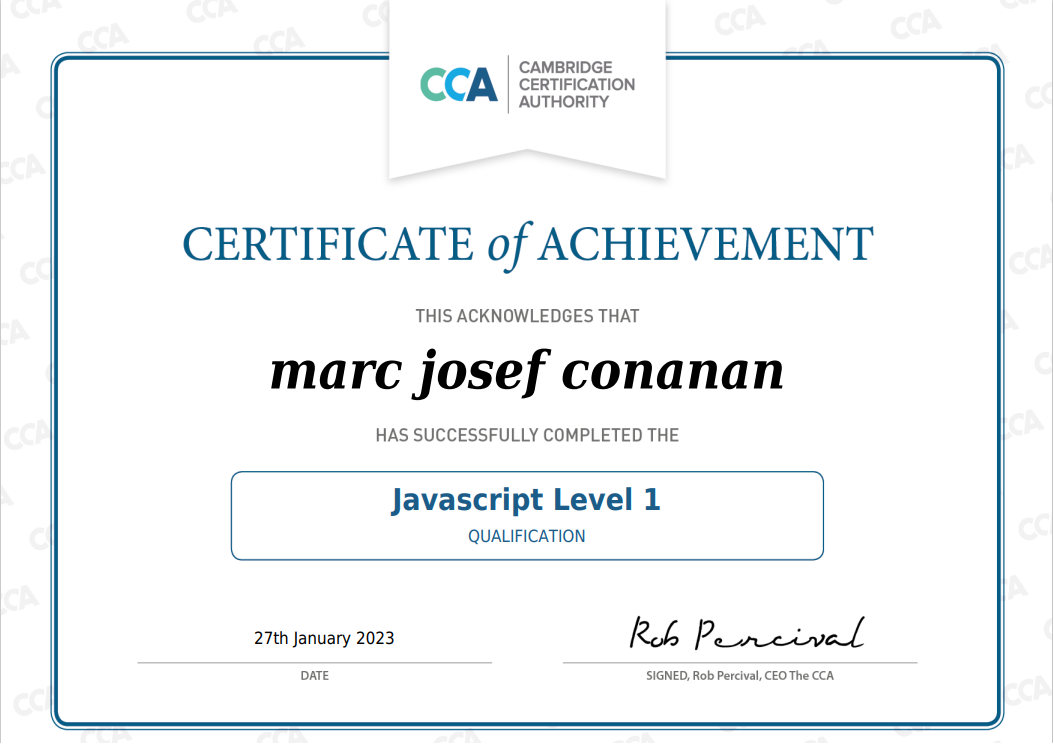 CCA
CAMBRIDGE
CERTIFICATION
AUTHORITY
CERTIFICATE of ACHIEVEMENT
THIS ACKNOWLEDGES THAT
marc josef conanan
HAS SUCCESSFULLY COMPLETED THE
Javascript Level 1
QUALIFICATION
27th January 2023
Rob Percival
DATE
SIGNED, Rob Percival, CEO The CCA